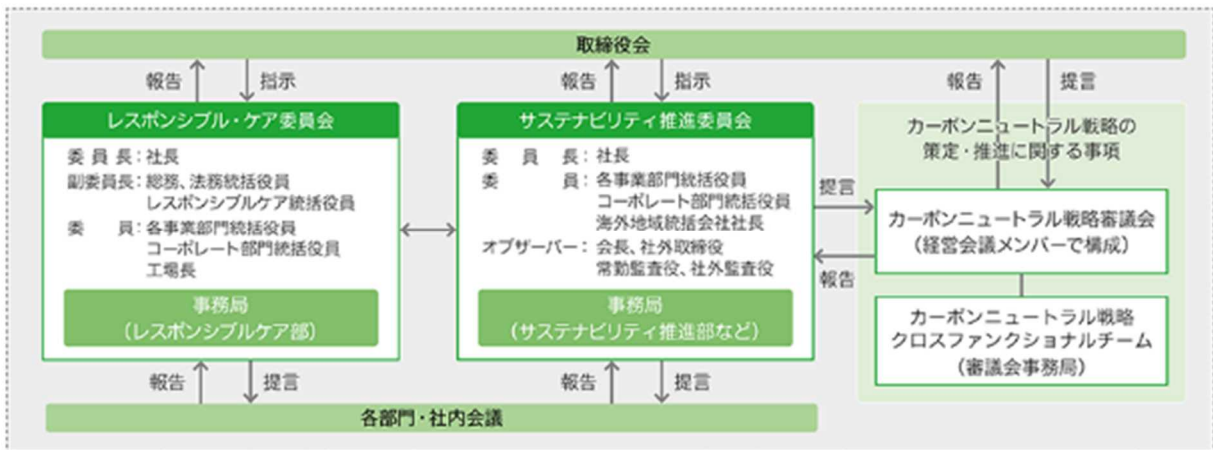 取締役会
報告
指示
報告
指示
報告
提言
レスポンシブル・ケア委員会
委員長：社長
副委員長：総務、法務統括役員
レスポンシブルケア統括役員
委　員：各事業部門統括役員
コーポレート部門統括役員
工場長
事務局
（レスポンシブルケア部）
サステナビリティ推進委員会
委　員　長：社長
委　　　員：各事業部門統括役員
コーポレート部門統括役員
海外地域統括会社社長
オブザーバー：会長、社外取締役
常勤監査役、社外監査役
事務局
（サステナビリティ推進部など）
提言
報告
カーボンニュートラル戦略の
策定・推進に関する事項
カーボンニュートラル戦略審議会
（経営会議メンバーで構成）
カーボンニュートラル戦略
クロスファンクショナルチーム
（審議会事務局）
報告
提言
報告
提言
各部門・社内会議